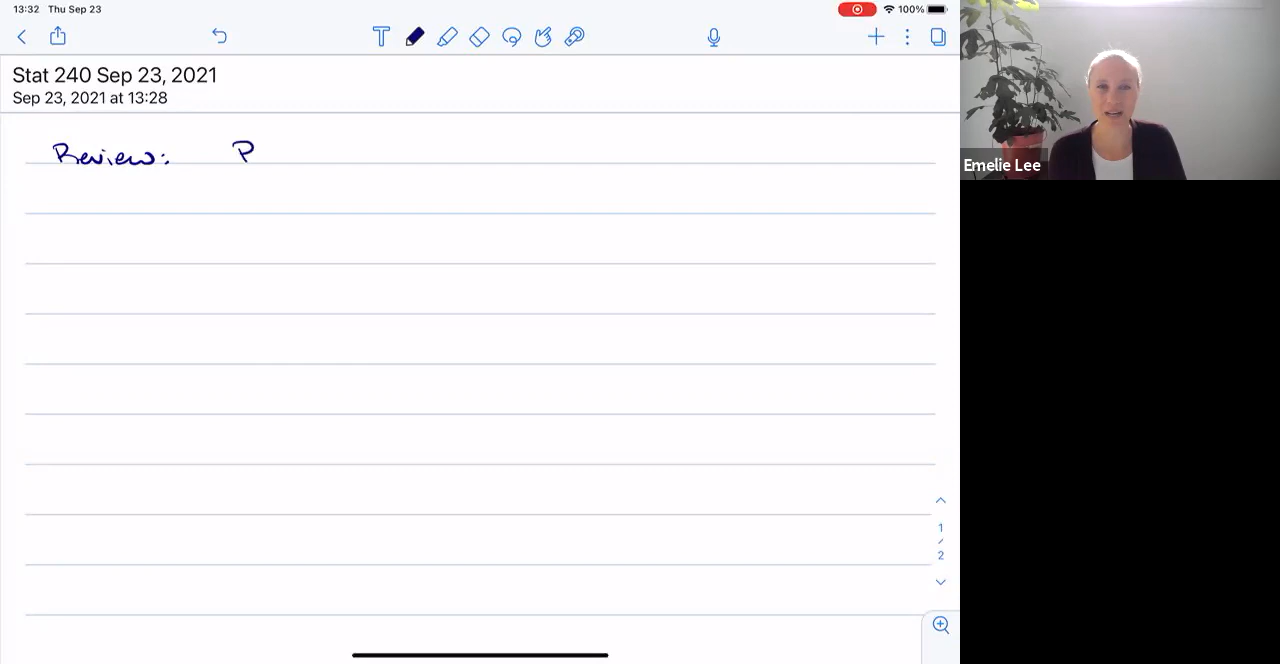 13:32 Thu Sep 23
100%
Stat 240 Sep 23, 2021
Sep 23, 2021 at 13:28
Review: P
1
/
2
Emelie Lee